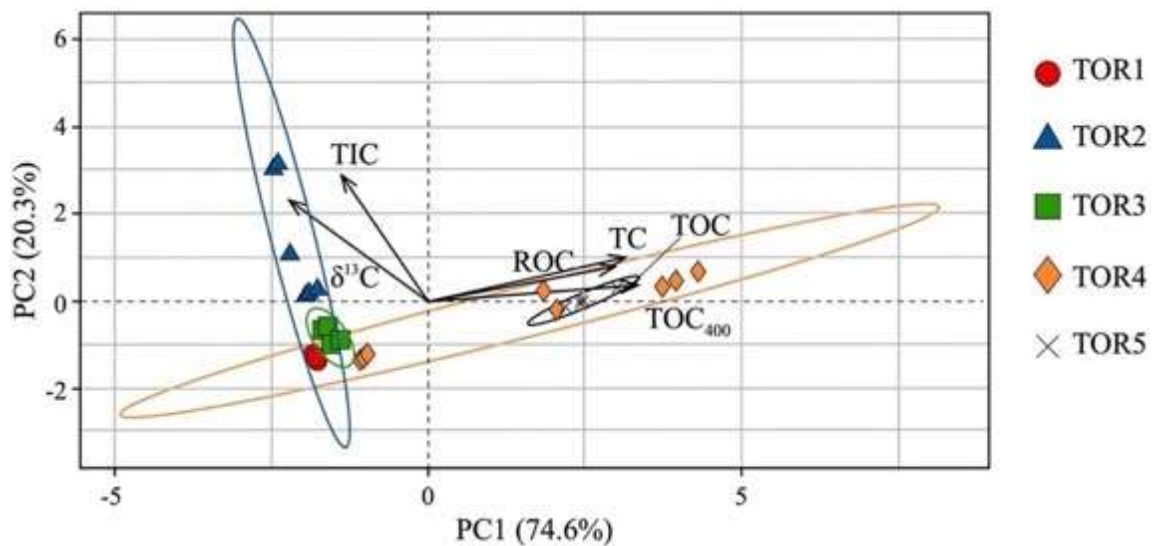 6
4
2
0
-2
-5
0
5
PC2 (20.3%)
PC1 (74.6%)
TIC
δ¹³C
ROC
TC
TOC
TOC₄₀₀
TOR1
TOR2
TOR3
TOR4
TOR5